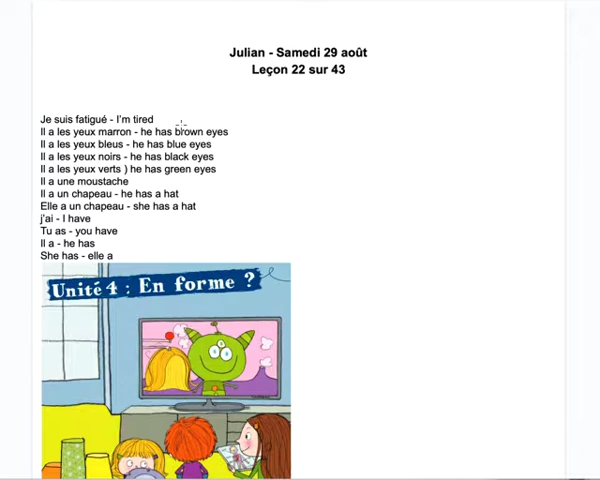 Julian - Samedi 29 août
Leçon 22 sur 43
Je suis fatigué - I'm tired
Il a les yeux marron - he has brown eyes
Il a les yeux bleus - he has blue eyes
Il a les yeux noirs - he has black eyes
Il a les yeux verts ) he has green eyes
Il a une moustache
Il a un chapeau - he has a hat
Elle a un chapeau - she has a hat
j'ai - I have
Tu as - you have
Il a - he has
She has - elle a
Unité 4 : En forme ?